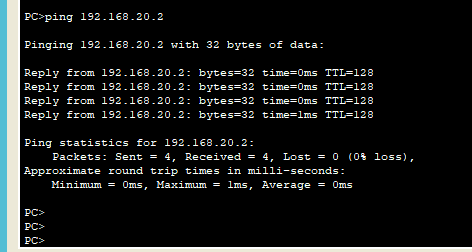 PC>ping 192.168.20.2
Pinging 192.168.20.2 with 32 bytes of data:
Reply from 192.168.20.2: bytes=32 time=0ms TTL=128
Reply from 192.168.20.2: bytes=32 time=0ms TTL=128
Reply from 192.168.20.2: bytes=32 time=0ms TTL=128
Reply from 192.168.20.2: bytes=32 time=1ms TTL=128
Ping statistics for 192.168.20.2:
    Packets: Sent = 4, Received = 4, Lost = 0 (0% loss),
Approximate round trip times in milli-seconds:
    Minimum = 0ms, Maximum = 1ms, Average = 0ms
PC>
PC>
PC>